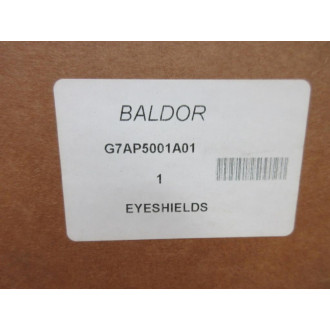 BALDOR
G7AP5001A01
1
EYESHIELDS